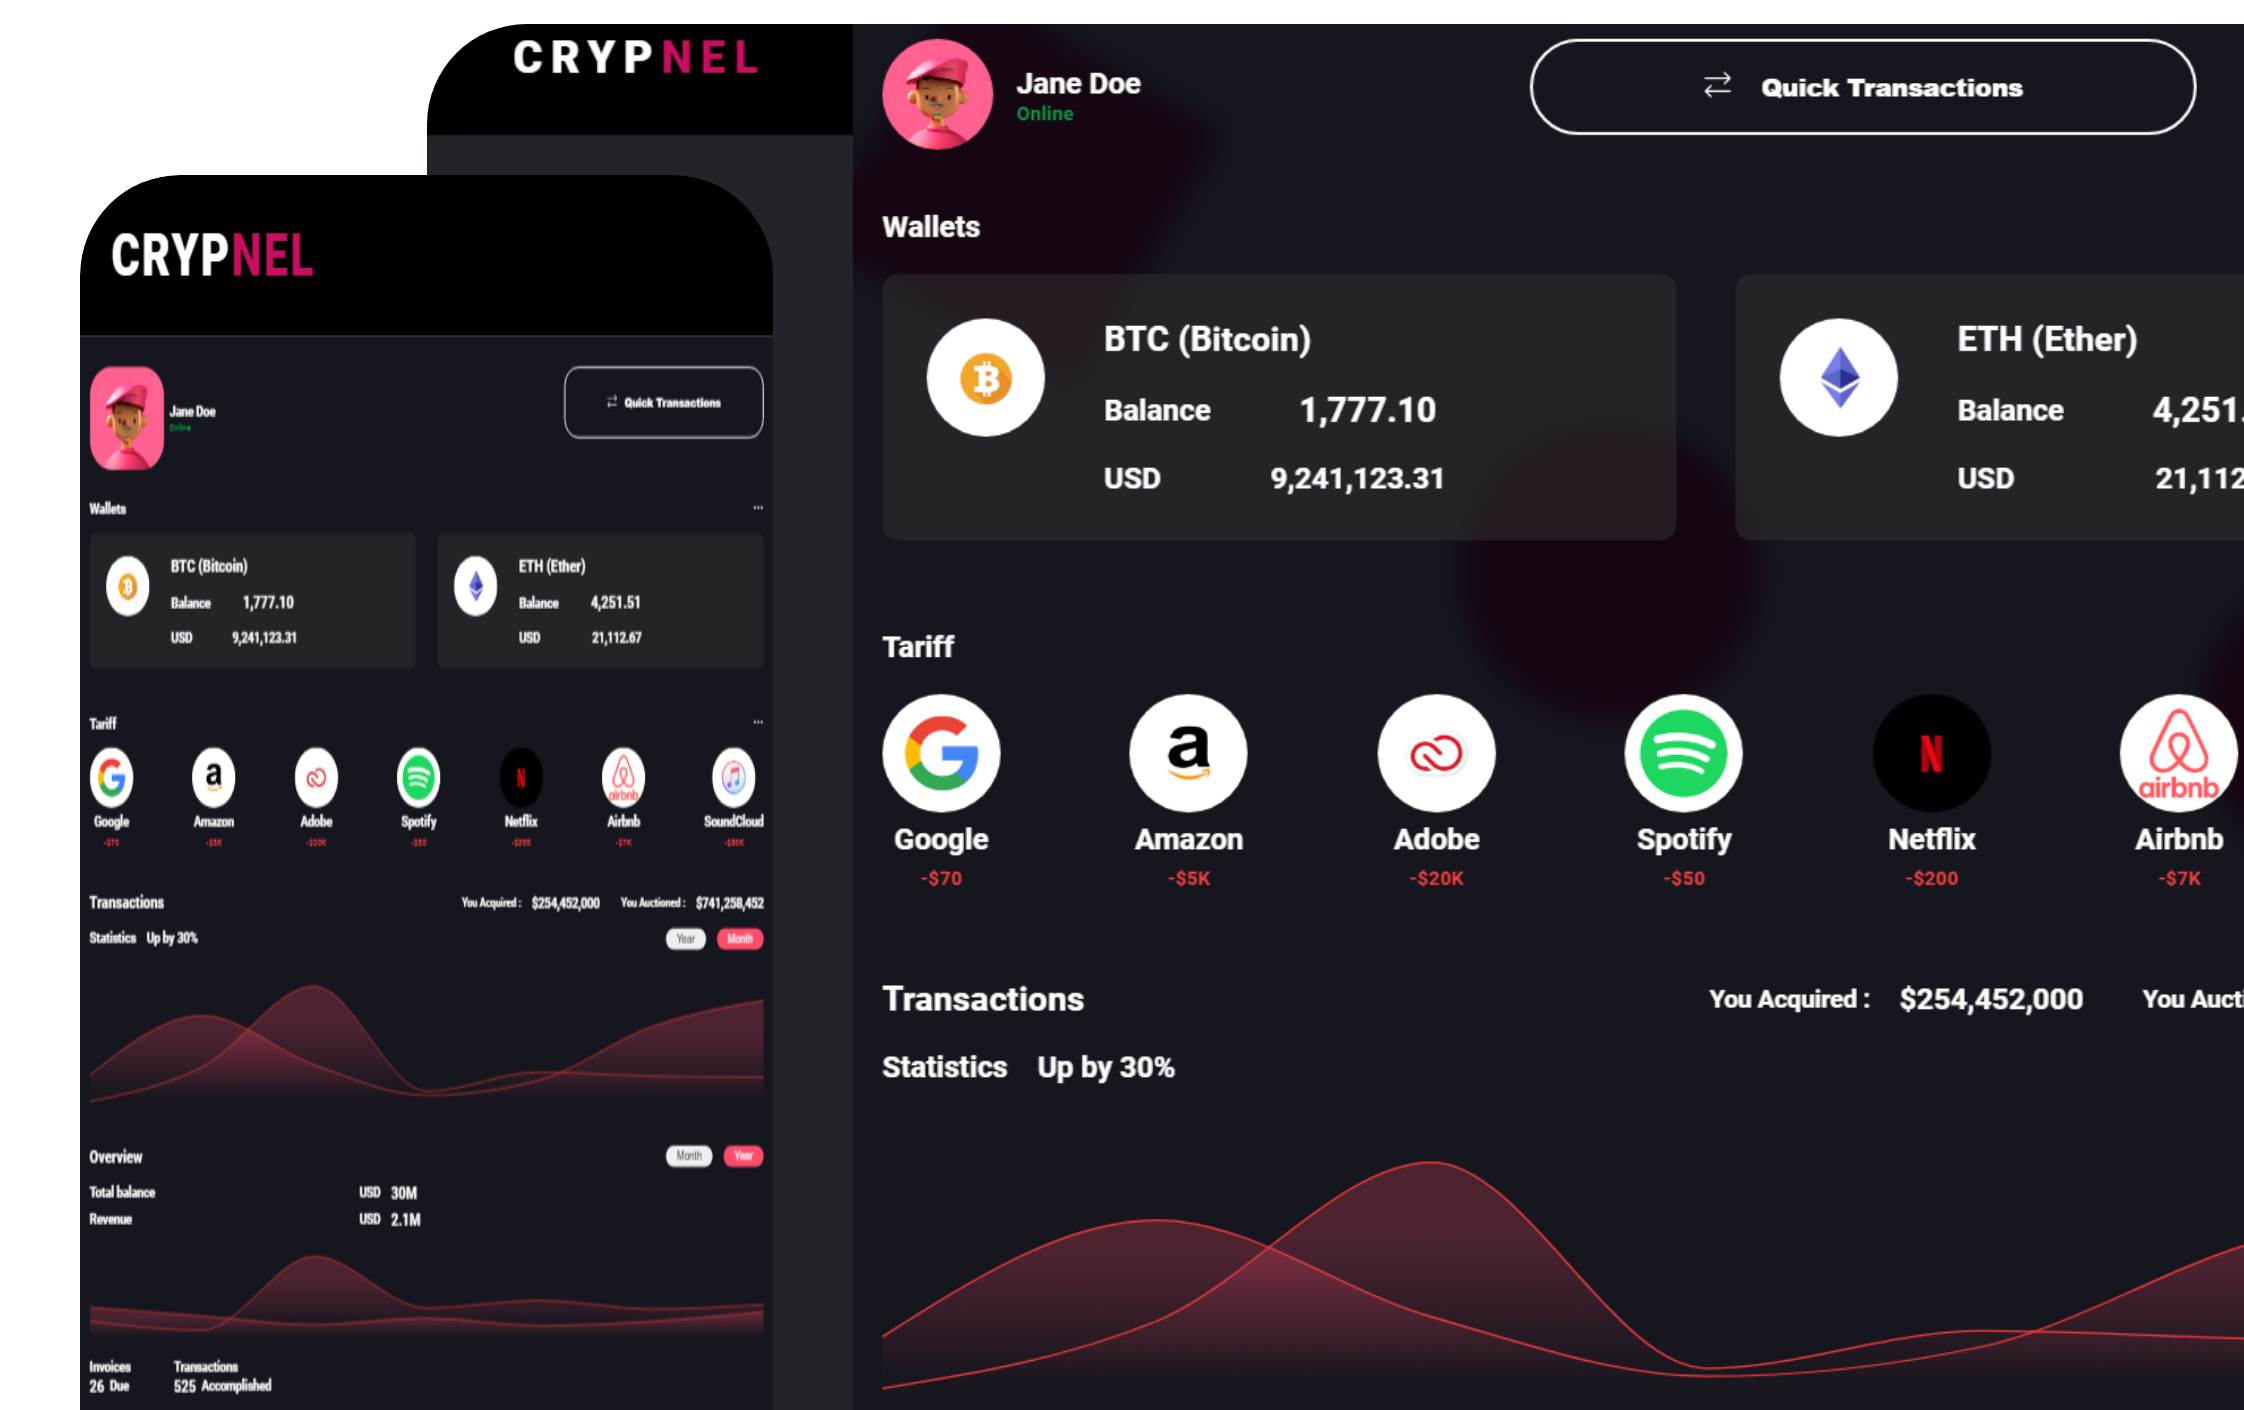 CRYPNEL
Jane Doe
Online
Quick Transactions
Wallets
BTC (Bitcoin)
Balance 1,777.10
USD 9,241,123.31
ETH (Ether)
Balance 4,251.
USD 21,112
Tariff
Google
-$70
Amazon
-$5K
Adobe
-$20K
Spotify
-$50
Netflix
-$200
airbnb
Airbnb
-$7K
Transactions
You Acquired : $254,452,000 You Aucti
Statistics Up by 30%
CRYPNEL
Jane Doe
Online
Quick Transactions
Wallets ...
BTC (Bitcoin)
Balance 1,777.10
USD 9,241,123.31
ETH (Ether)
Balance 4,251.51
USD 21,112.67
Tariff ...
Google
-$70
Amazon
-$5K
Adobe
-$20K
Spotify
-$50
Netflix
-$200
airbnb
Airbnb
-$7K
SoundCloud
-$30K
Transactions You Acquired : $254,452,000 You Auctioned : $741,258,452
Statistics Up by 30% Year Month
Overview Month Year
Total balance USD 30M
Revenue USD 2.1M
Invoices Transactions
26 Due 525 Accomplished